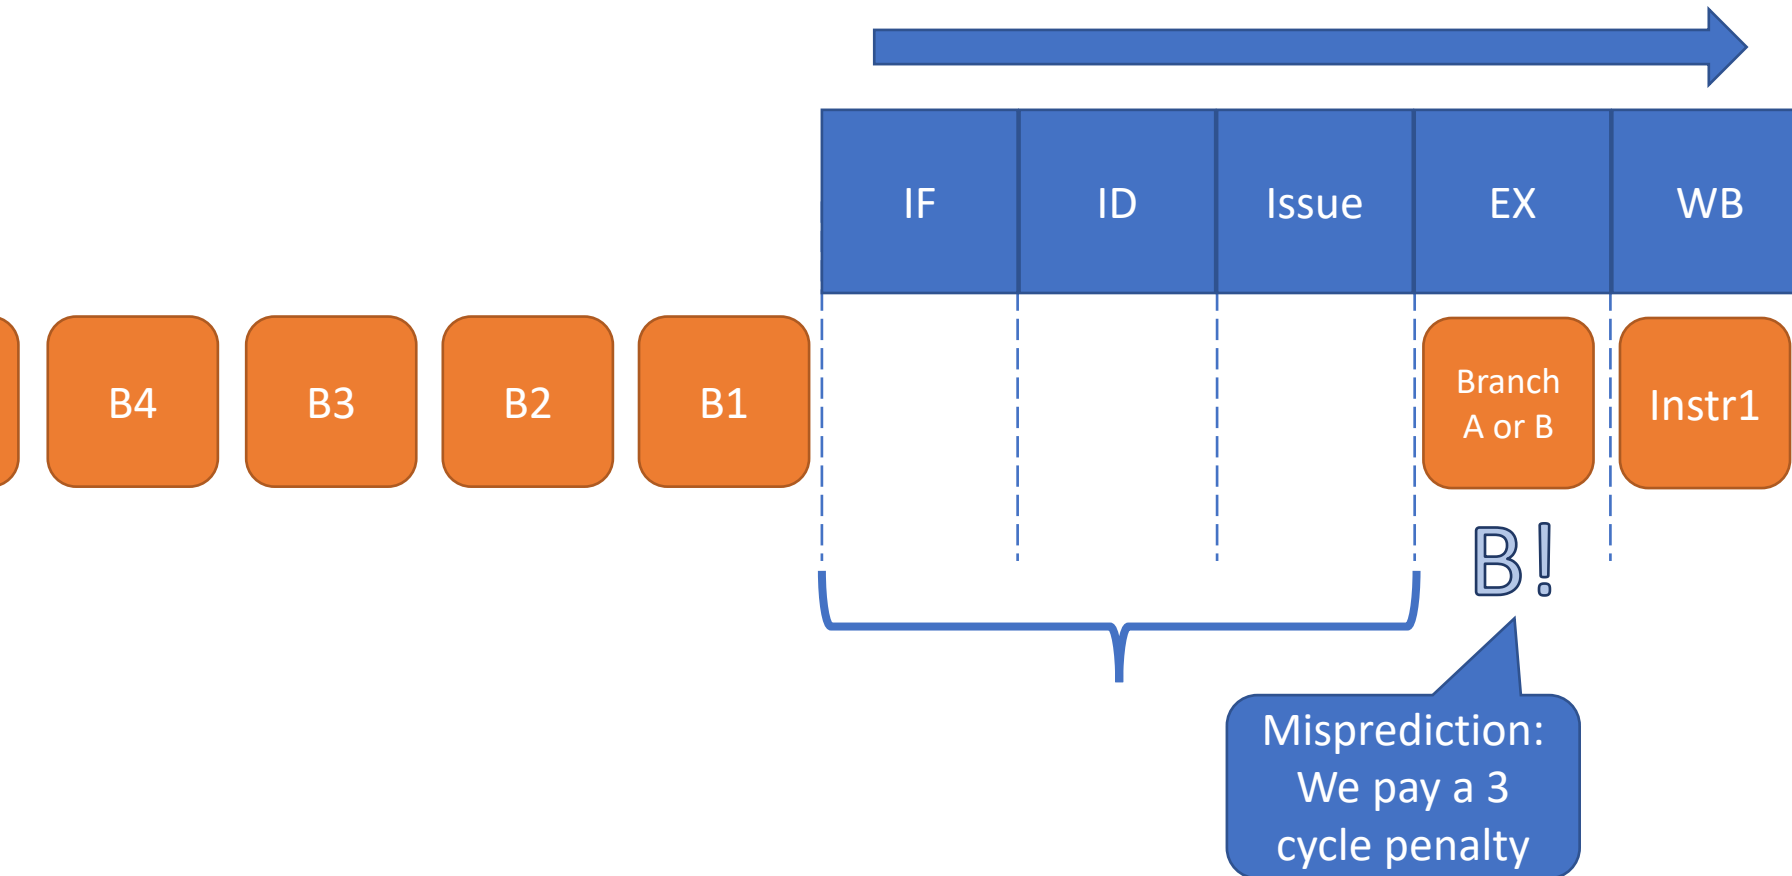 IF
ID
Issue
EX
WB
B4
B3
B2
B1
Branch
A or B
Instr1
B!
Misprediction:
We pay a 3
cycle penalty